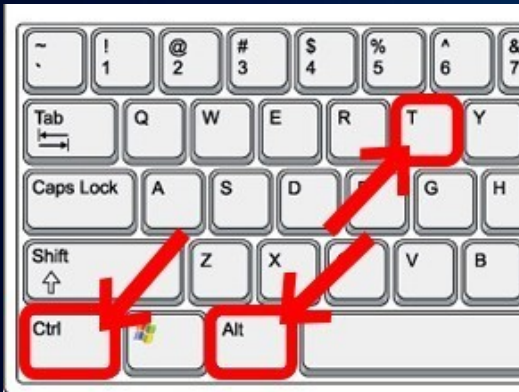 ~ ! @ # $ % ^ &
` 1 2 3 4 5 6 7
Tab Q W E R T Y
Caps Lock A S D G H
Shift Z X V B
Ctrl Alt